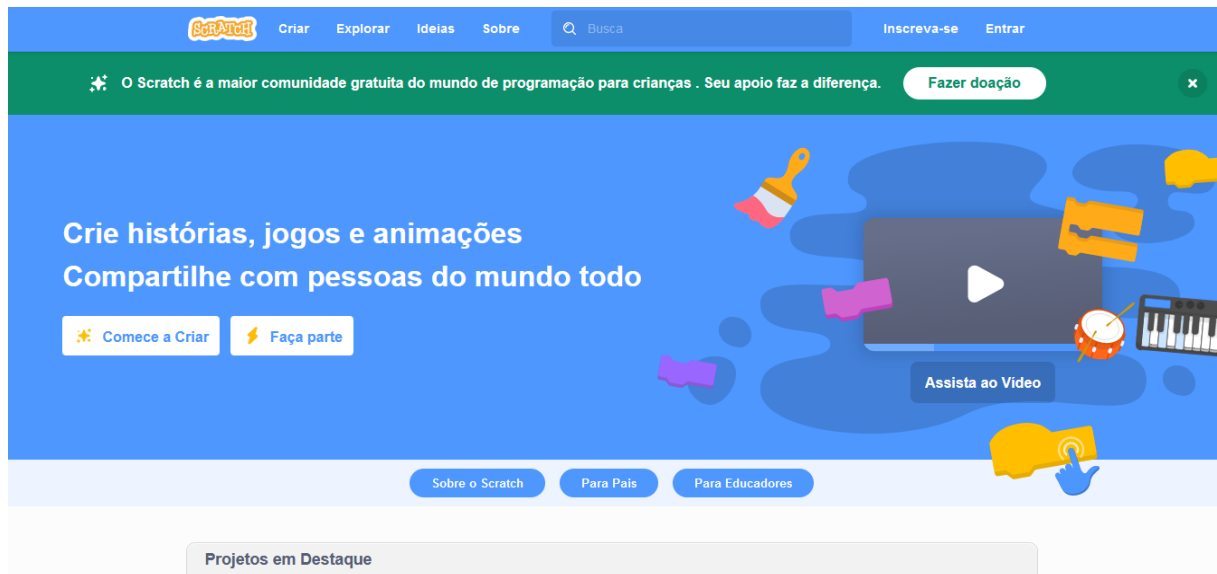 SCRATCH Criar Explorar Ideias Sobre Busca Inscreva-se Entrar
O Scratch é a maior comunidade gratuita do mundo de programação para crianças . Seu apoio faz a diferença. Fazer doação
Crie histórias, jogos e animações
Compartilhe com pessoas do mundo todo
Comece a Criar Faça parte
Assista ao Vídeo
Sobre o Scratch Para Pais Para Educadores
Projetos em Destaque